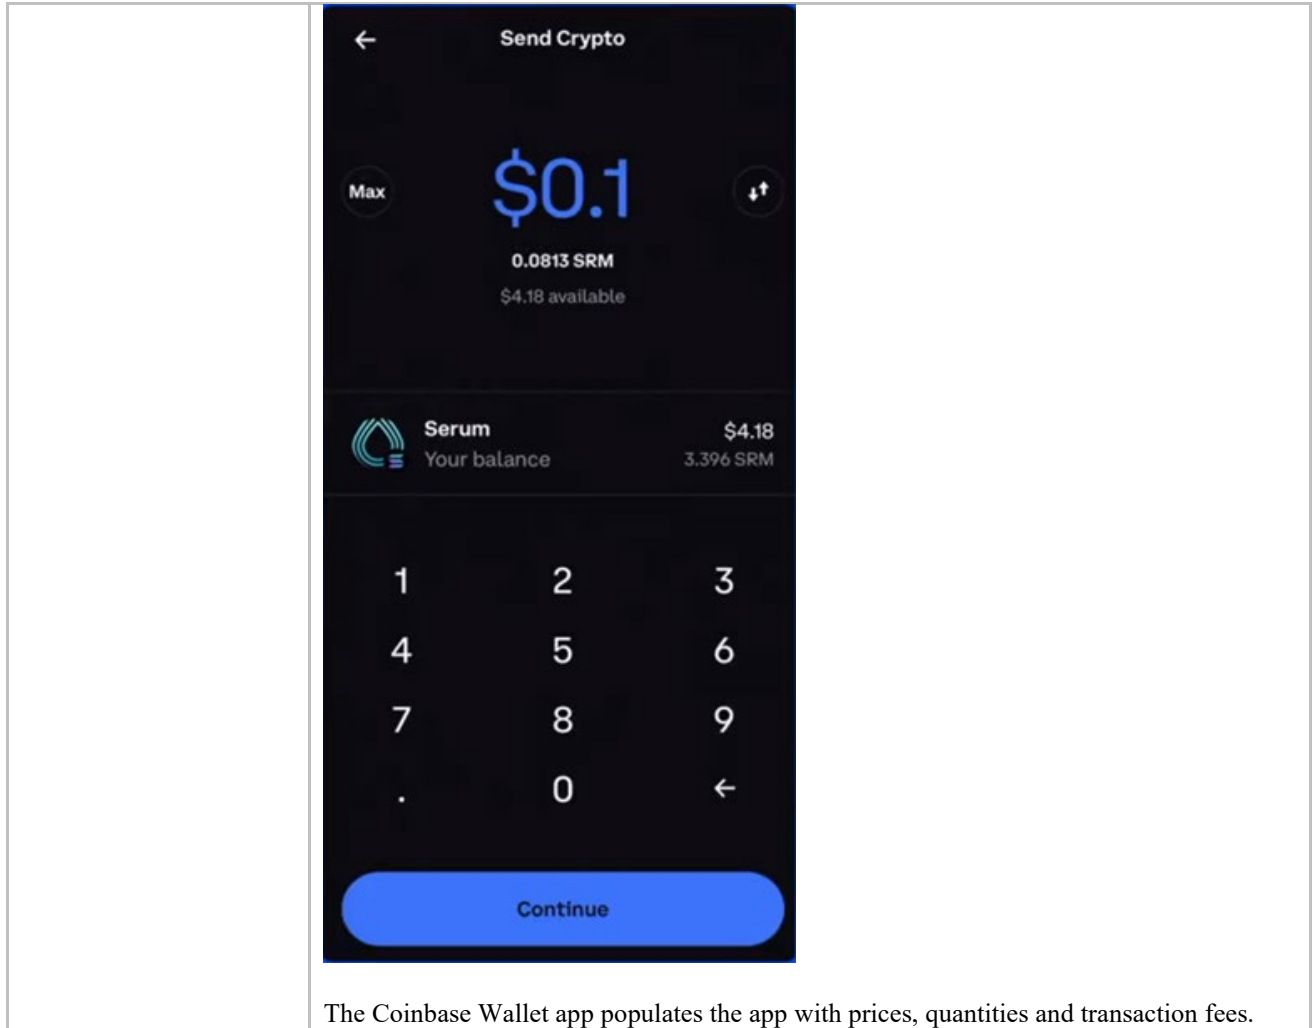 Send Crypto
Max
$0.1
0.0813 SRM
$4.18 available
Serum $4.18
Your balance 3.396 SRM
1 2 3
4 5 6
7 8 9
. 0
Continue
The Coinbase Wallet app populates the app with prices, quantities and transaction fees.